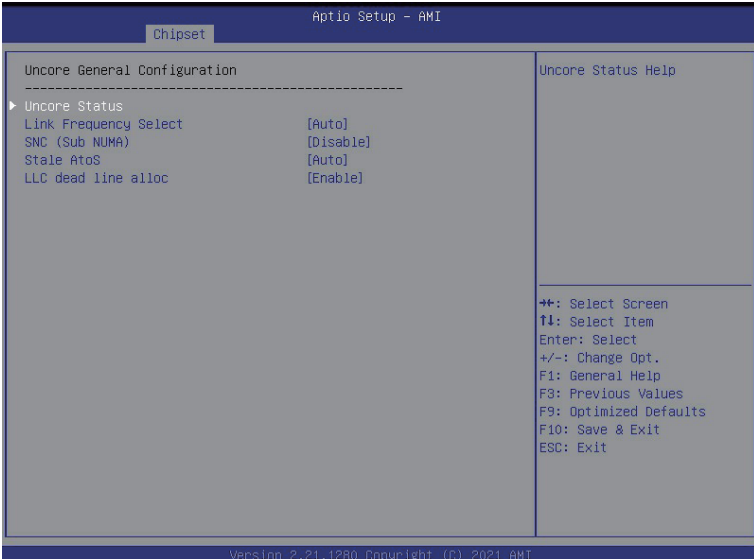 Aptio Setup – AMI
Chipset
Uncore General Configuration
--------------------------------------------------
Uncore Status
Link Frequency Select [Auto]
SNC (Sub NUMA) [Disable]
Stale AtoS [Auto]
LLC dead line alloc [Enable]
Uncore Status Help
→←: Select Screen
↑↓: Select Item
Enter: Select
+/-: Change Opt.
F1: General Help
F3: Previous Values
F9: Optimized Defaults
F10: Save & Exit
ESC: Exit
Version 2.21.1280 Copyright (C) 2021 AMI